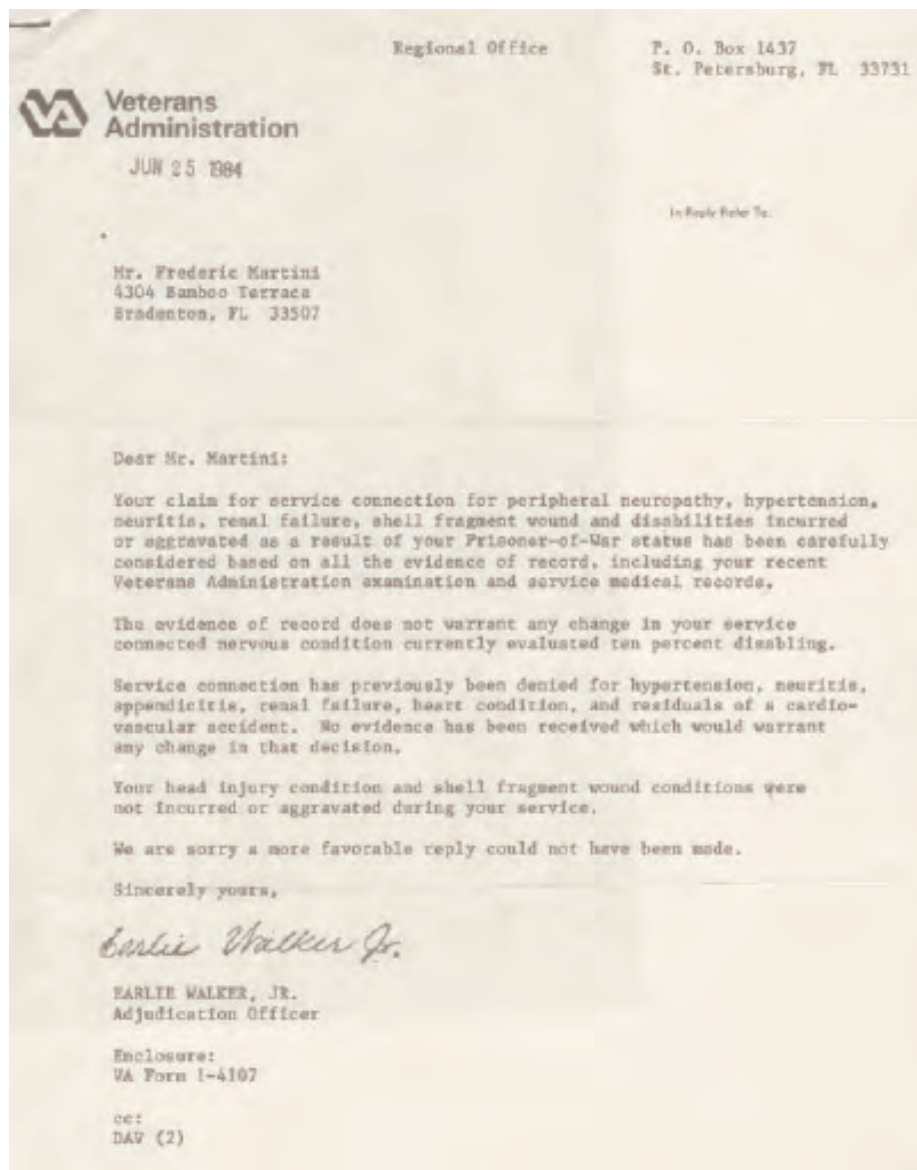 Regional Office
P. O. Box 1437
St. Petersburg, FL 33731
VA
Veterans
Administration
JUN 25 1984
In Reply Refer To:
Mr. Frederic Martini
4304 Bamboo Terrace
Bradenton, FL 33507
Dear Mr. Martini:
Your claim for service connection for peripheral neuropathy, hypertension,
neuritis, renal failure, shell fragment wound and disabilities incurred
or aggravated as a result of your Prisoner-of-War status has been carefully
considered based on all the evidence of record, including your recent
Veterans Administration examination and service medical records.
The evidence of record does not warrant any change in your service
connected nervous condition currently evaluated ten percent disabling.
Service connection has previously been denied for hypertension, neuritis,
appendicitis, renal failure, heart condition, and residuals of a cardio-
vascular accident. No evidence has been received which would warrant
any change in that decision.
Your head injury condition and shell fragment wound conditions were
not incurred or aggravated during your service.
We are sorry a more favorable reply could not have been made.
Sincerely yours,
Earlie Walker Jr.
EARLIE WALKER, JR.
Adjudication Officer
Enclosure:
VA Form 1-4107
cc:
DAV (2)